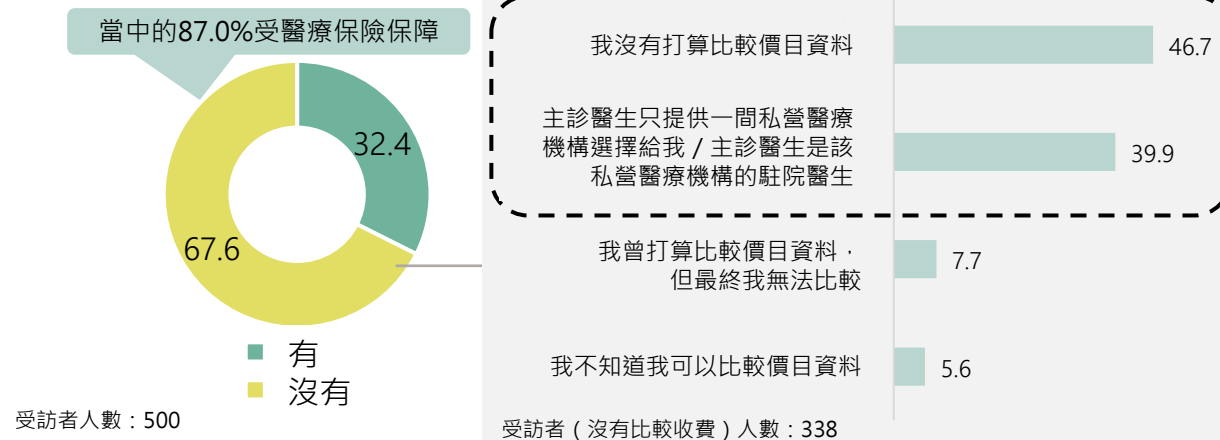 當中的87.0%受醫療保險保障
32.4
67.6
有
沒有
受訪者人數：500
我沒有打算比較價目資料
46.7
主診醫生只提供一間私營醫療
機構選擇給我 / 主診醫生是該
私營醫療機構的駐院醫生
39.9
我曾打算比較價目資料，
但最終我無法比較
7.7
我不知道我可以比較價目資料
5.6
受訪者（沒有比較收費）人數：338